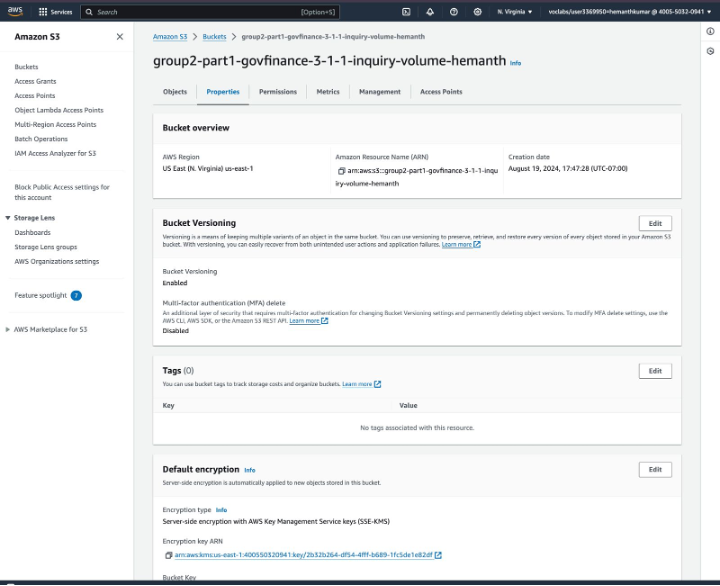 aws Services Search [Option+S] N. Virginia voclabs/user3369950=hemanthkumar @ 4005-5032-0941
Amazon S3
Buckets
Access Grants
Access Points
Object Lambda Access Points
Multi-Region Access Points
Batch Operations
IAM Access Analyzer for S3
Block Public Access settings for
this account
Storage Lens
Dashboards
Storage Lens groups
AWS Organizations settings
Feature spotlight 7
AWS Marketplace for S3
Amazon S3 > Buckets > group2-part1-govfinance-3-1-1-inquiry-volume-hemanth
group2-part1-govfinance-3-1-1-inquiry-volume-hemanth Info
Objects Properties Permissions Metrics Management Access Points
Bucket overview
AWS Region
US East (N. Virginia) us-east-1
Amazon Resource Name (ARN)
arn:aws:s3:::group2-part1-govfinance-3-1-1-inqu
iry-volume-hemanth
Creation date
August 19, 2024, 17:47:28 (UTC-07:00)
Bucket Versioning Edit
Versioning is a means of keeping multiple variants of an object in the same bucket. You can use versioning to preserve, retrieve, and restore every version of every object stored in your Amazon S3
bucket. With versioning, you can easily recover from both unintended user actions and application failures. Learn more
Bucket Versioning
Enabled
Multi-factor authentication (MFA) delete
An additional layer of security that requires multi-factor authentication for changing Bucket Versioning settings and permanently deleting object versions. To modify MFA delete settings, use the
AWS CLI, AWS SDK, or the Amazon S3 REST API. Learn more
Disabled
Tags (0) Edit
You can use bucket tags to track storage costs and organize buckets. Learn more
Key Value
No tags associated with this resource.
Default encryption Info Edit
Server-side encryption is automatically applied to new objects stored in this bucket.
Encryption type Info
Server-side encryption with AWS Key Management Service keys (SSE-KMS)
Encryption key ARN
arn:aws:kms:us-east-1:400550320941:key/2b32b264-df54-4fff-b689-1fc5de1e82df
Bucket Key